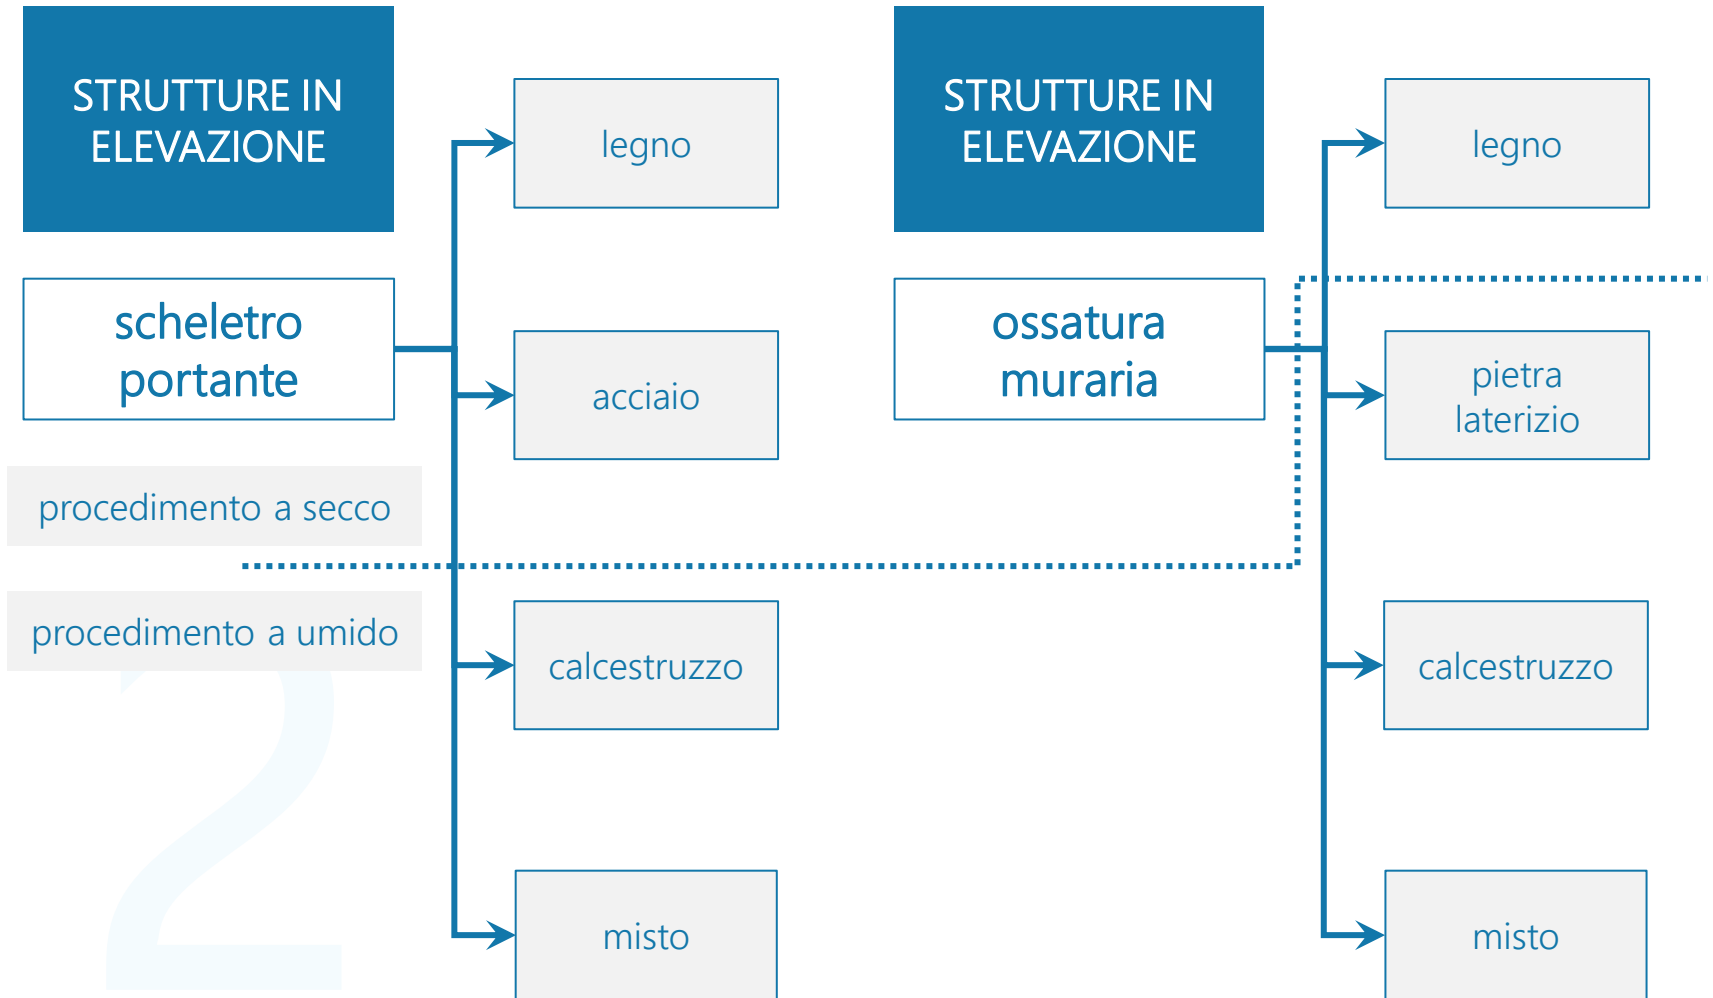 STRUTTURE IN
ELEVAZIONE
scheletro
portante
procedimento a secco
procedimento a umido
2
legno
acciaio
calcestruzzo
misto
STRUTTURE IN
ELEVAZIONE
ossatura
muraria
legno
pietra
laterizio
calcestruzzo
misto